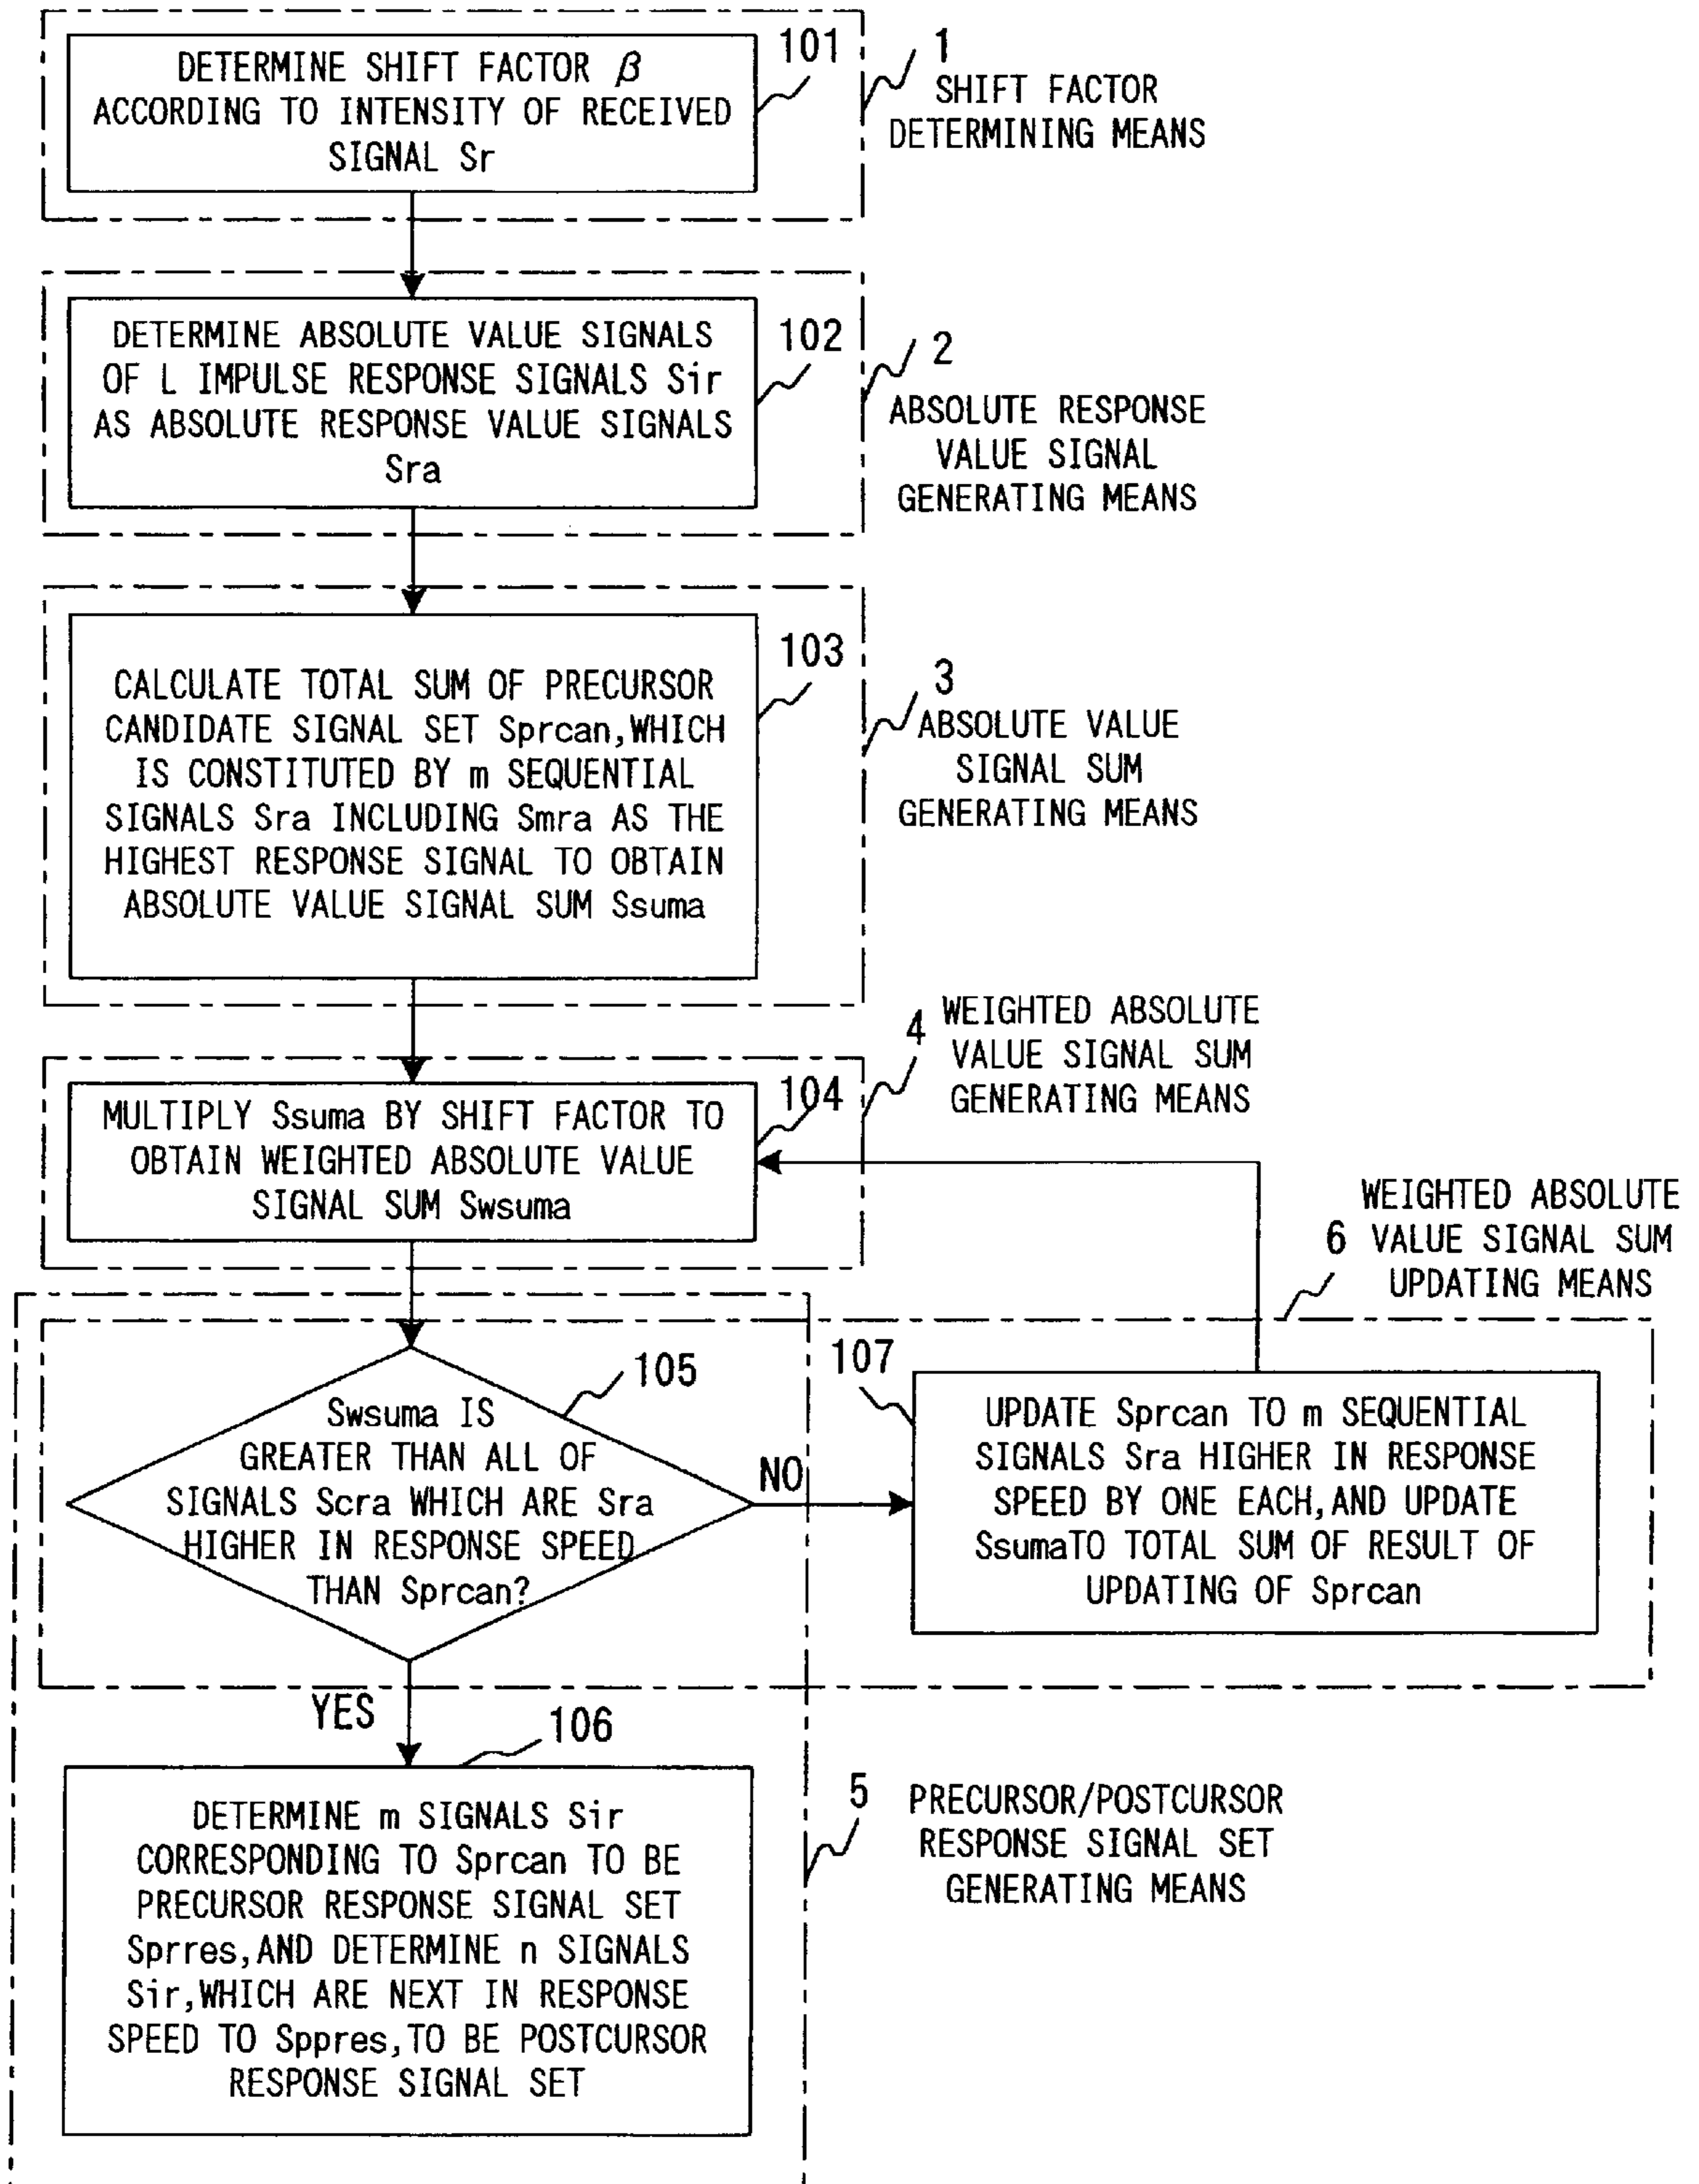 101
DETERMINE SHIFT FACTOR β
ACCORDING TO INTENSITY OF RECEIVED
SIGNAL Sr
1
SHIFT FACTOR
DETERMINING MEANS
102
DETERMINE ABSOLUTE VALUE SIGNALS
OF L IMPULSE RESPONSE SIGNALS Sir
AS ABSOLUTE RESPONSE VALUE SIGNALS
Sra
2
ABSOLUTE RESPONSE
VALUE SIGNAL
GENERATING MEANS
103
CALCULATE TOTAL SUM OF PRECURSOR
CANDIDATE SIGNAL SET Sprcan,WHICH
IS CONSTITUTED BY m SEQUENTIAL
SIGNALS Sra INCLUDING Smra AS THE
HIGHEST RESPONSE SIGNAL TO OBTAIN
ABSOLUTE VALUE SIGNAL SUM Ssuma
3
ABSOLUTE VALUE
SIGNAL SUM
GENERATING MEANS
104
MULTIPLY Ssuma BY SHIFT FACTOR TO
OBTAIN WEIGHTED ABSOLUTE VALUE
SIGNAL SUM Swsuma
4
WEIGHTED ABSOLUTE
VALUE SIGNAL SUM
GENERATING MEANS
6
WEIGHTED ABSOLUTE
VALUE SIGNAL SUM
UPDATING MEANS
105
Swsuma IS
GREATER THAN ALL OF
SIGNALS Scra WHICH ARE Sra
HIGHER IN RESPONSE SPEED
THAN Sprcan?
NO
107
UPDATE Sprcan TO m SEQUENTIAL
SIGNALS Sra HIGHER IN RESPONSE
SPEED BY ONE EACH,AND UPDATE
SsumaTO TOTAL SUM OF RESULT OF
UPDATING OF Sprcan
YES
106
DETERMINE m SIGNALS Sir
CORRESPONDING TO Sprcan TO BE
PRECURSOR RESPONSE SIGNAL SET
Sprres,AND DETERMINE n SIGNALS
Sir,WHICH ARE NEXT IN RESPONSE
SPEED TO Sppres,TO BE POSTCURSOR
RESPONSE SIGNAL SET
5
PRECURSOR/POSTCURSOR
RESPONSE SIGNAL SET
GENERATING MEANS